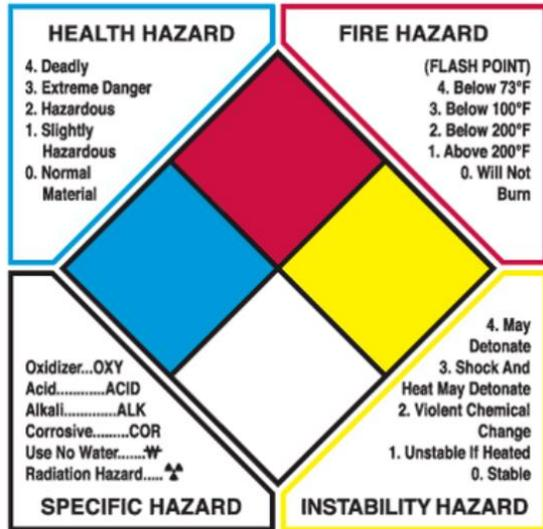 HEALTH HAZARD
4. Deadly
3. Extreme Danger
2. Hazardous
1. Slightly
Hazardous
0. Normal
Material
FIRE HAZARD
(FLASH POINT)
4. Below 73°F
3. Below 100°F
2. Below 200°F
1. Above 200°F
0. Will Not
Burn
Oxidizer...OXY
Acid............ACID
Alkali.............ALK
Corrosive........COR
Use No Water.......W
Radiation Hazard.....
SPECIFIC HAZARD
4. May
Detonate
3. Shock And
Heat May Detonate
2. Violent Chemical
Change
1. Unstable If Heated
0. Stable
INSTABILITY HAZARD